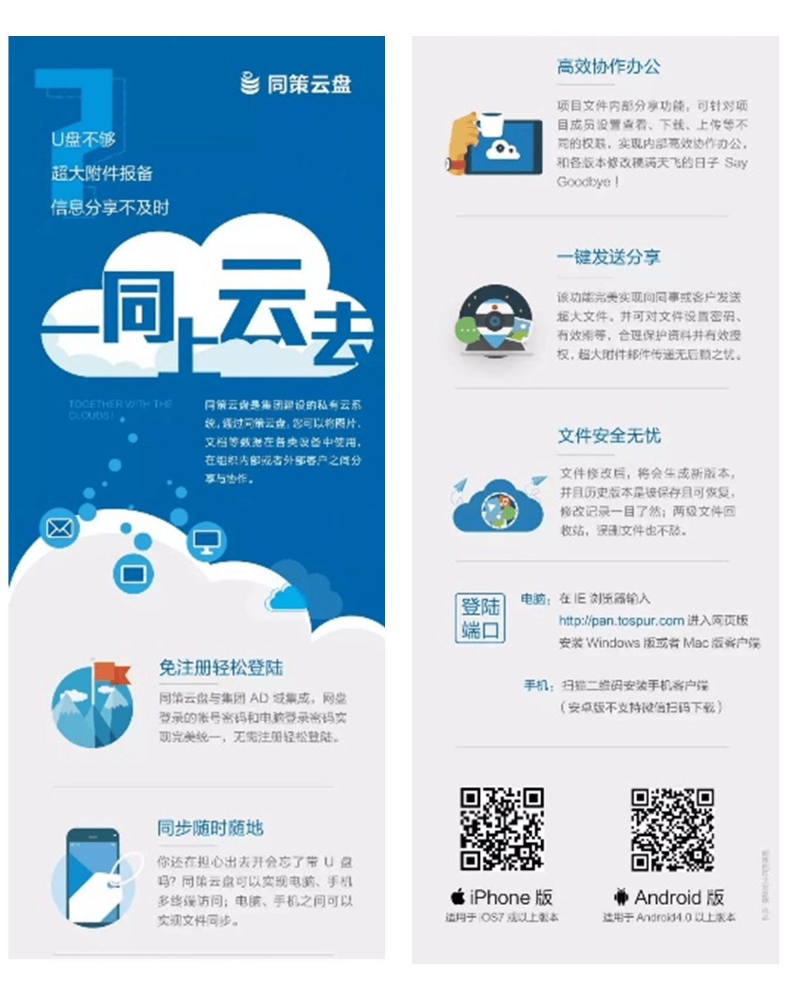 同策云盘
U盘不够
超大附件报备
信息分享不及时
一同上云去
TOGETHER WITH THE
CLOUDS!
同策云盘是集团建设的私有云系
统,通过同策云盘,您可以将图片、
文档等数据在各类设备中使用,
在组织内部或者外部客户之间分
享与协作。
免注册轻松登陆
同策云盘与集团 AD 域集成，网盘
登录的帐号密码和电脑登录密码实
现完美统一，无需注册轻松登陆。
同步随时随地
你还在担心出去开会忘了带 U 盘
吗？同策云盘可以实现电脑、手机
多终端访问；电脑、手机之间可以
实现文件同步。
高效协作办公
项目文件内部分享功能，可针对项
目成员设置查看、下载、上传等不
同的权限，实现内部高效协作办公，
和各版本修改稿满天飞的日子 Say
Goodbye！
一键发送分享
该功能完美实现向同事或客户发送
超大文件。并可对文件设置密码、
有效期等，合理保护资料并有效授
权，超大附件邮件传递无后顾之忧。
文件安全无忧
文件修改后，将会生成新版本，
并且历史版本是被保存且可恢复，
修改记录一目了然；两级文件回
收站，误删文件也不愁。
登陆
端口
电脑：在 IE 浏览器输入
http://pan.tospur.com 进入网页版
安装 Windows 版或者 Mac 版客户端
手机：扫描二维码安装手机客户端
（安卓版不支持微信扫码下载）
iPhone 版
适用于 iOS7 或以上版本
Android 版
适用于 Android4.0 以上版本